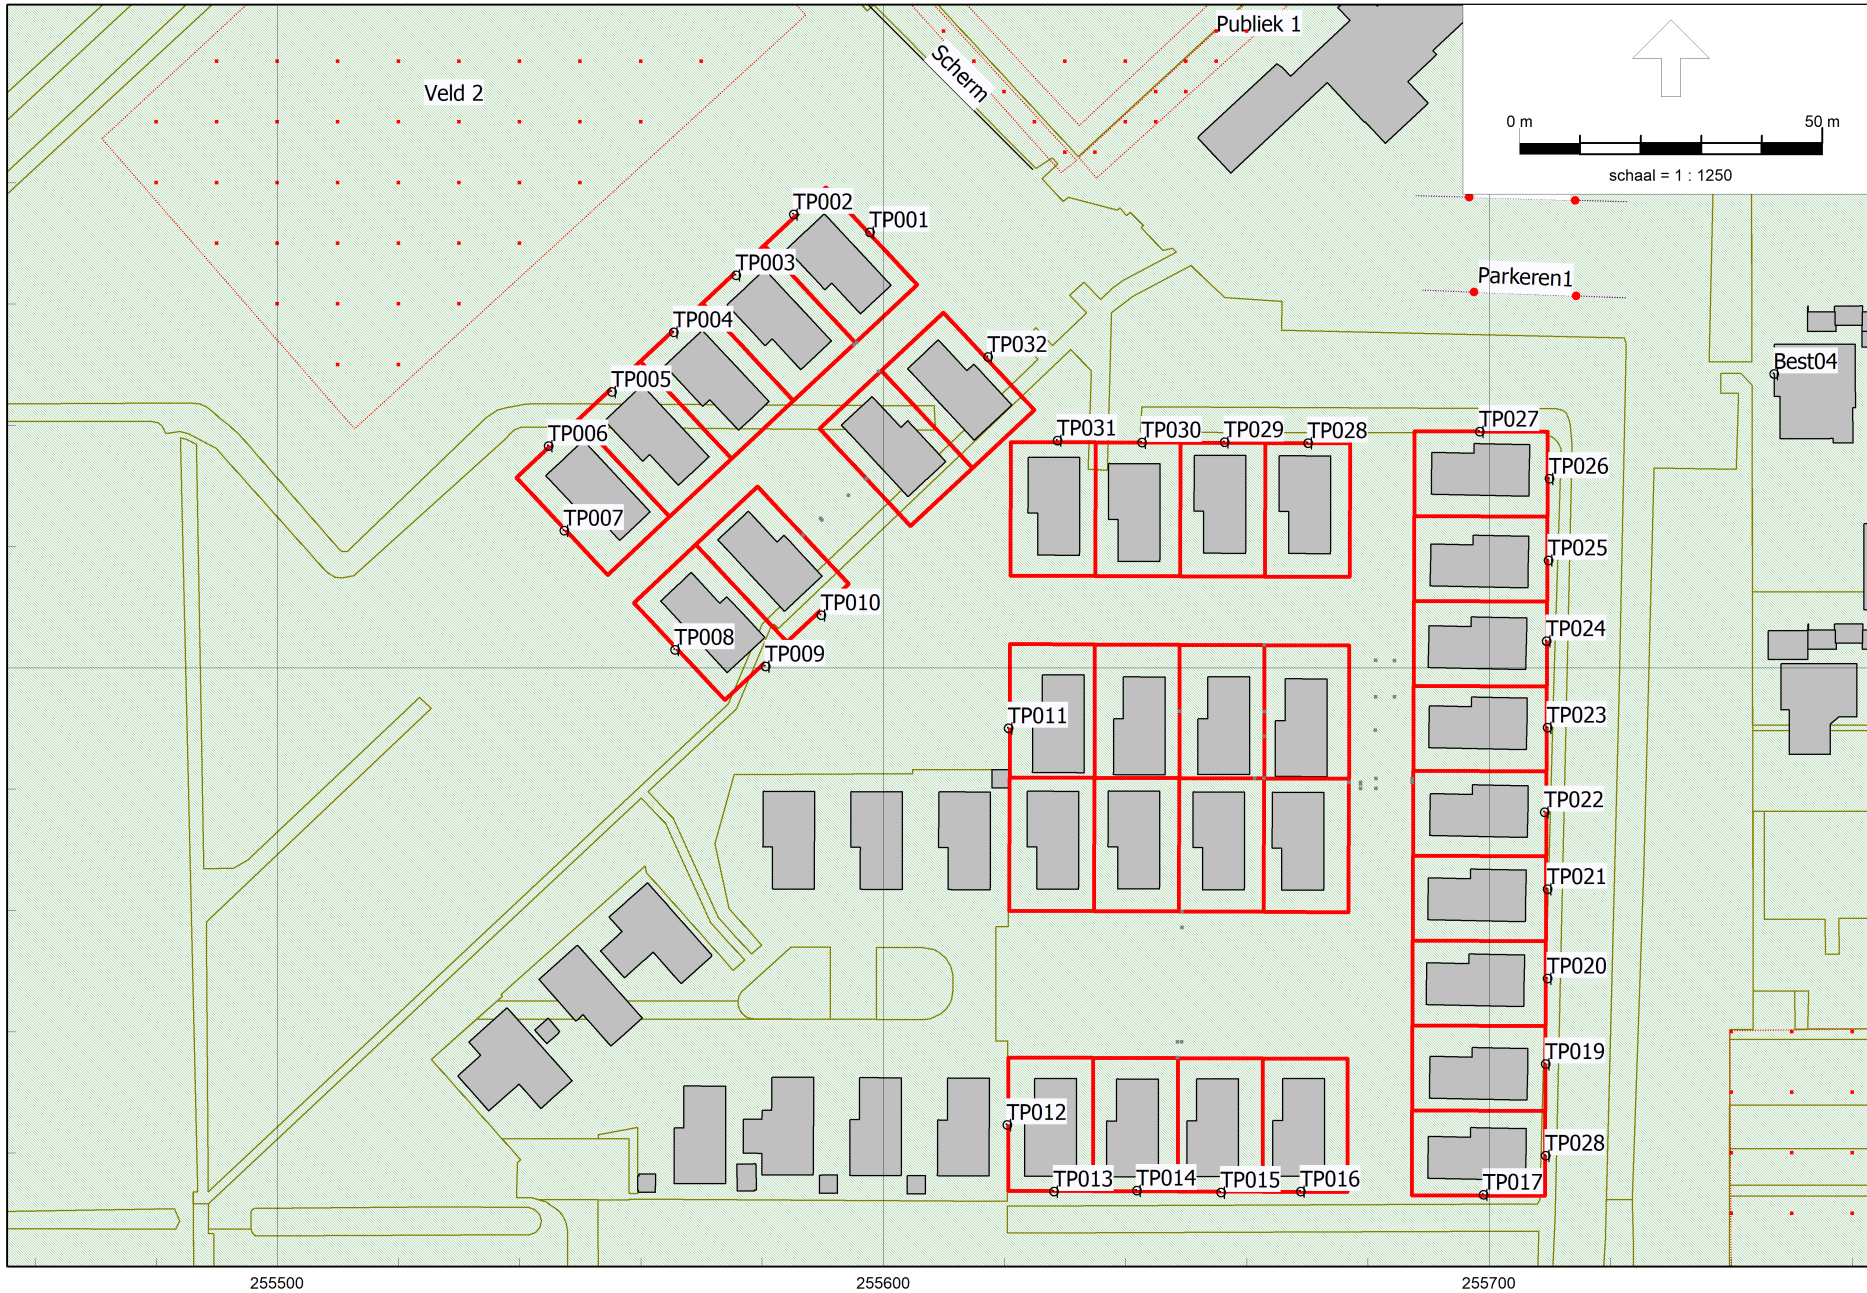 Publiek 1
Scherm
Veld 2
0 m
50 m
schaal = 1 : 1250
TP002
TP001
TP003
Parkeren1
TP004
TP032
Best04
TP005
TP027
TP006
TP031
TP030
TP029
TP028
TP026
TP007
TP025
TP010
TP008
TP009
TP024
TP011
TP023
TP022
TP021
TP020
TP019
TP012
TP028
TP013
TP014
TP015
TP016
TP017
255500
255600
255700